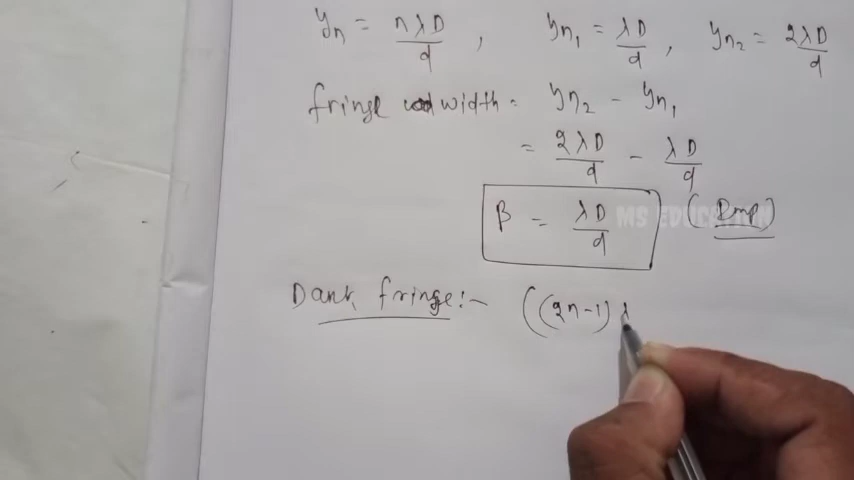 yn = nλD/d , yn1 = λD/d , yn2 = 2λD/d
fringe width = yn2 - yn1
= 2λD/d - λD/d
β = λD/d (Imp)
MS EDUCATION
Dark fringe:- ((2n-1) λ